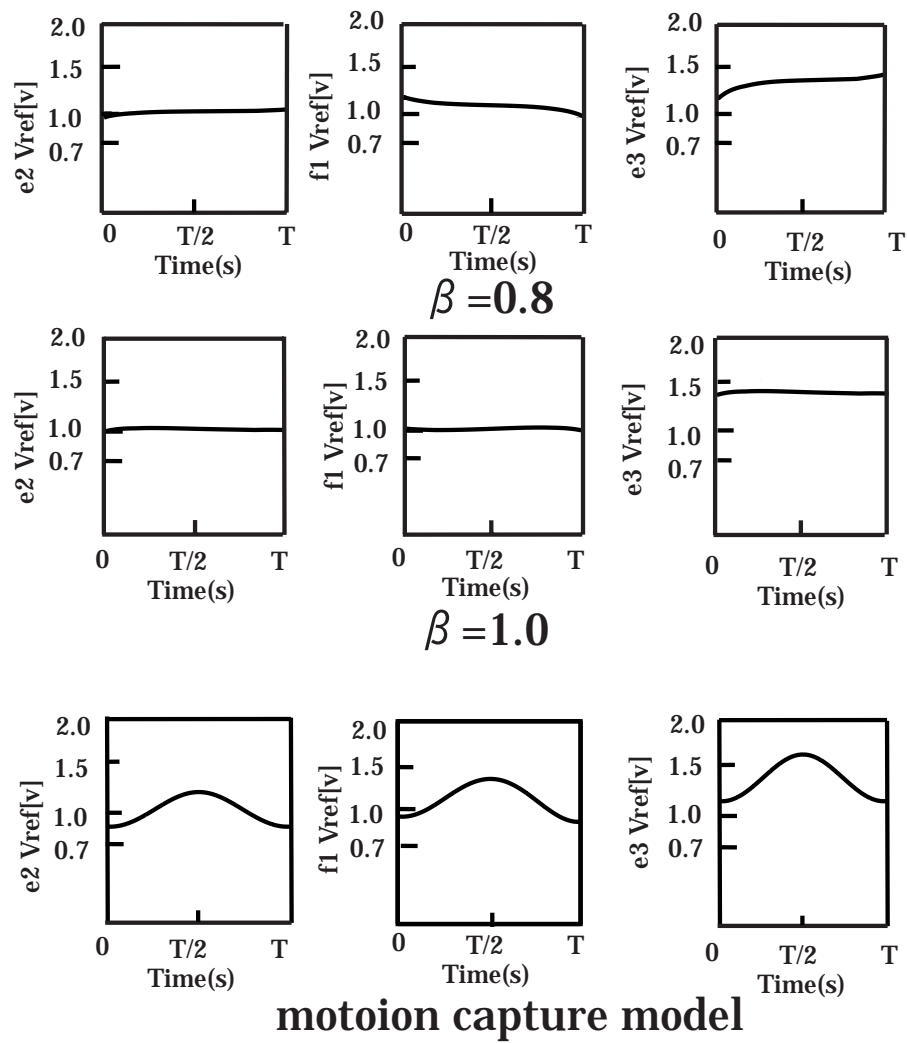 2.0 2.0 2.0
1.5 1.5 1.5
1.0 1.0 1.0
0.7 0.7 0.7
e2 Vref[v] f1 Vref[v] e3 Vref[v]
0 T/2 T 0 T/2 T 0 T/2 T
Time(s) Time(s) Time(s)
β=0.8
2.0 2.0 2.0
1.5 1.5 1.5
1.0 1.0 1.0
0.7 0.7 0.7
e2 Vref[v] f1 Vref[v] e3 Vref[v]
0 T/2 T 0 T/2 T 0 T/2 T
Time(s) Time(s) Time(s)
β=1.0
2.0 2.0 2.0
1.5 1.5 1.5
1.0 1.0 1.0
0.7 0.7 0.7
e2 Vref[v] f1 Vref[v] e3 Vref[v]
0 T/2 T 0 T/2 T 0 T/2 T
Time(s) Time(s) Time(s)
motoion capture model